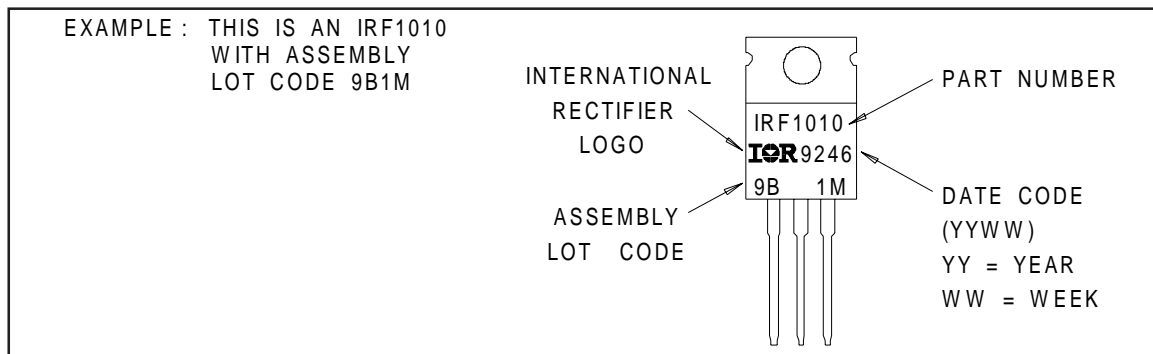 EXAMPLE : THIS IS AN IRF1010
WITH ASSEMBLY
LOT CODE 9B1M
INTERNATIONAL
RECTIFIER
LOGO
ASSEMBLY
LOT CODE
IRF1010
IOR 9246
9B 1M
PART NUMBER
DATE CODE
(YYWW)
YY = YEAR
WW = WEEK